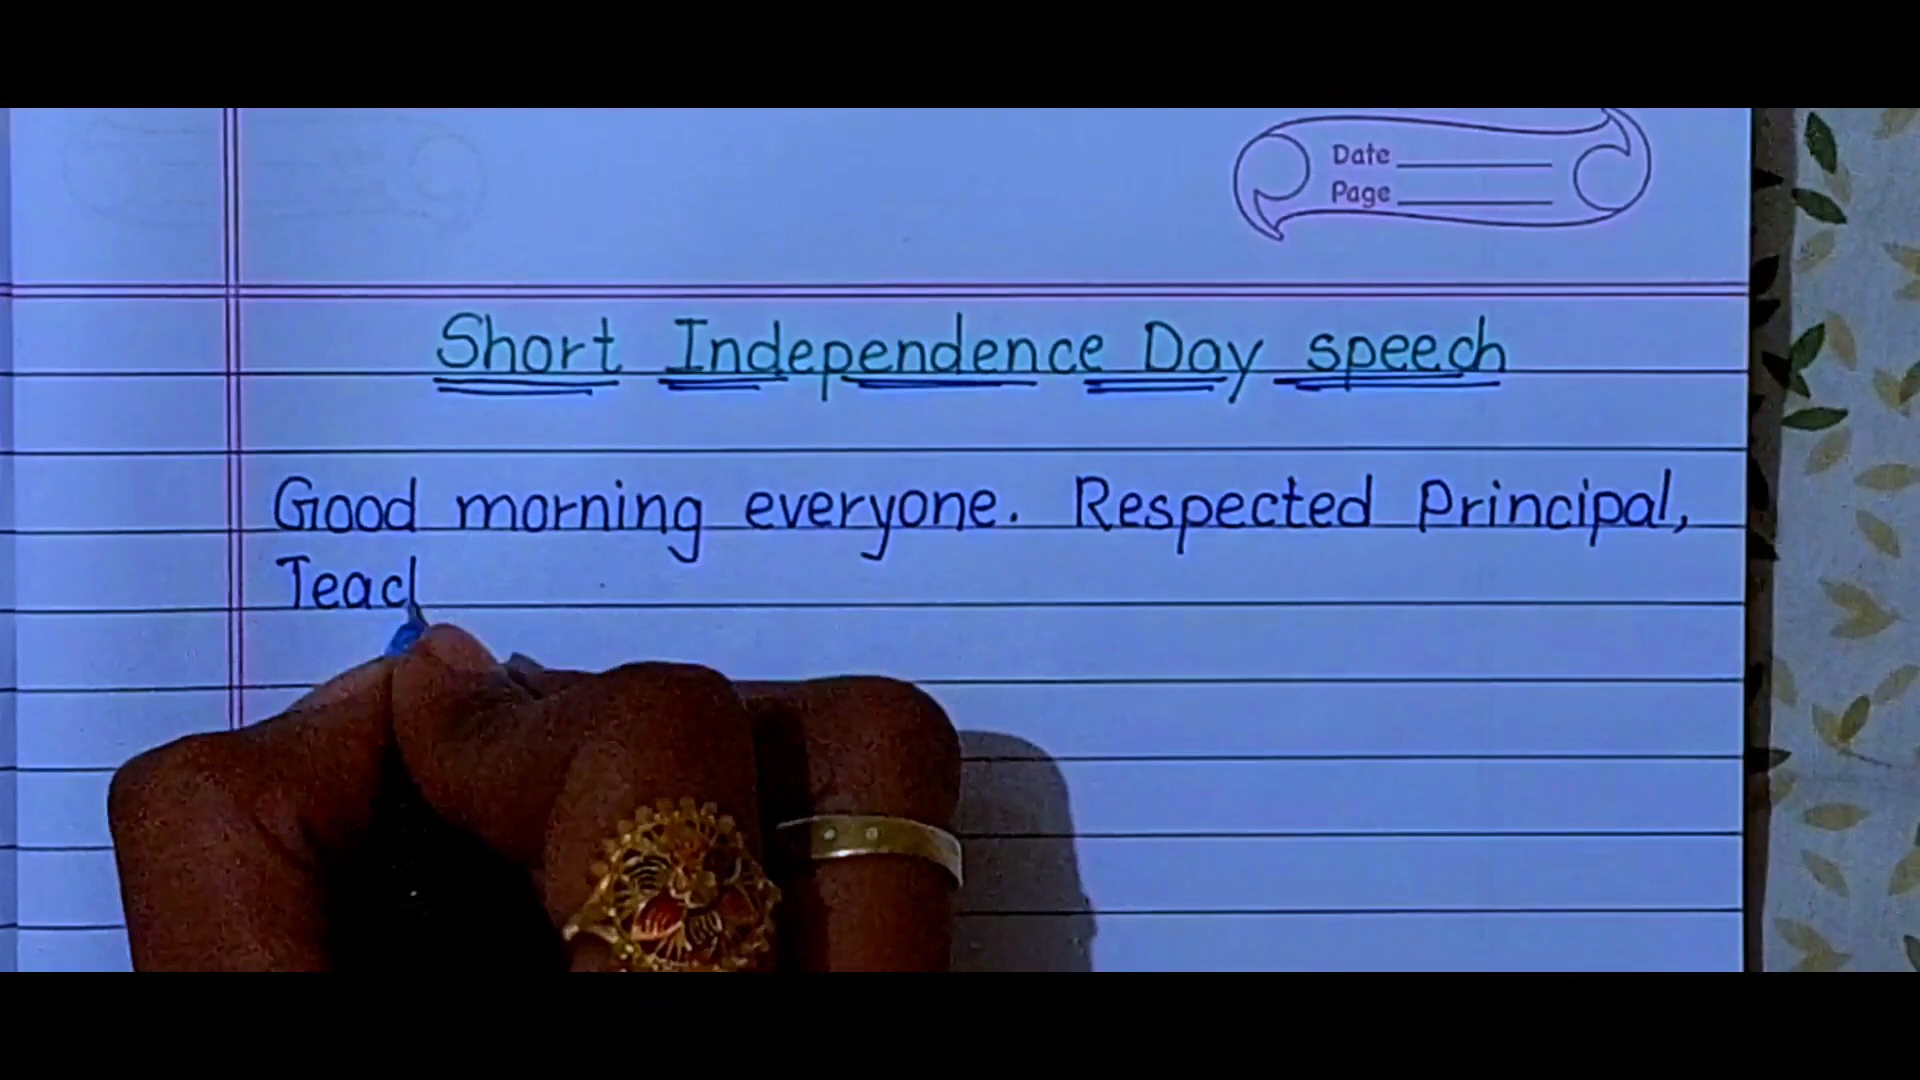 Date
Page
Short Independence Day speech
Good morning everyone. Respected Principal,
Teac